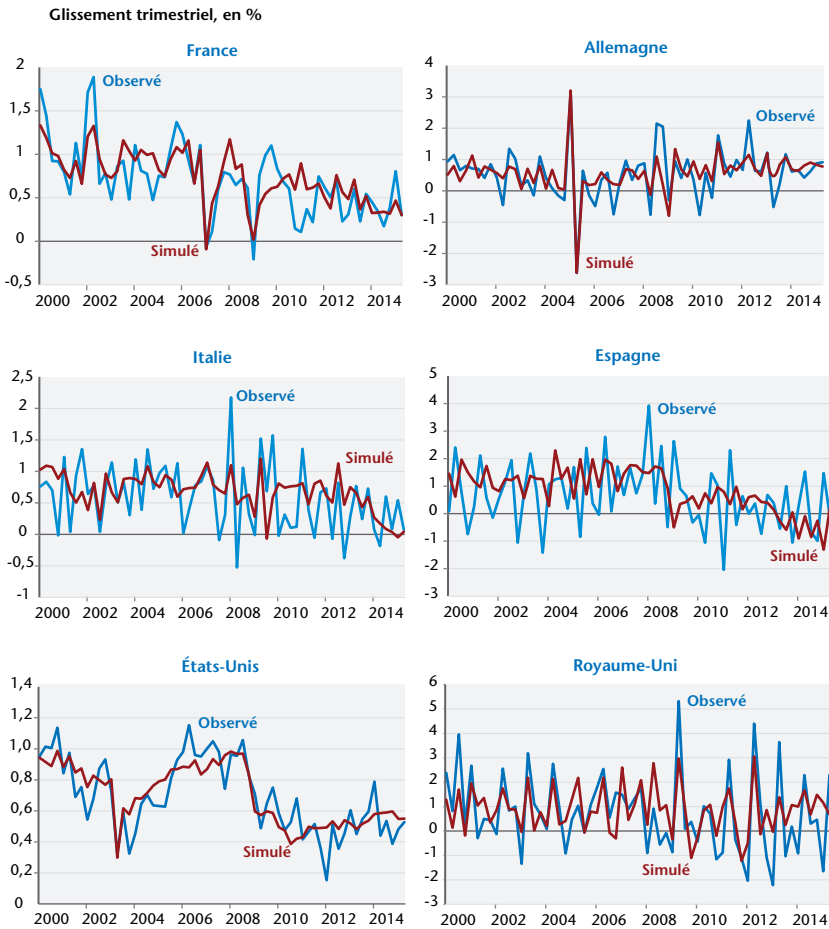 Glissement trimestriel, en %
France
2
1,5
1
0,5
0
-0,5
Observé
Simulé
2000 2002 2004 2006 2008 2010 2012 2014
Allemagne
4
3
2
1
0
-1
-2
-3
Observé
Simulé
2000 2002 2004 2006 2008 2010 2012 2014
Italie
2,5
2
1,5
1
0,5
0
-0,5
-1
Observé
Simulé
2000 2002 2004 2006 2008 2010 2012 2014
Espagne
5
4
3
2
1
0
-1
-2
-3
Observé
Simulé
2000 2002 2004 2006 2008 2010 2012 2014
États-Unis
1,4
1,2
1,0
0,8
0,6
0,4
0,2
0
Observé
Simulé
2000 2002 2004 2006 2008 2010 2012 2014
Royaume-Uni
6
5
4
3
2
1
0
-1
-2
-3
Observé
Simulé
2000 2002 2004 2006 2008 2010 2012 2014